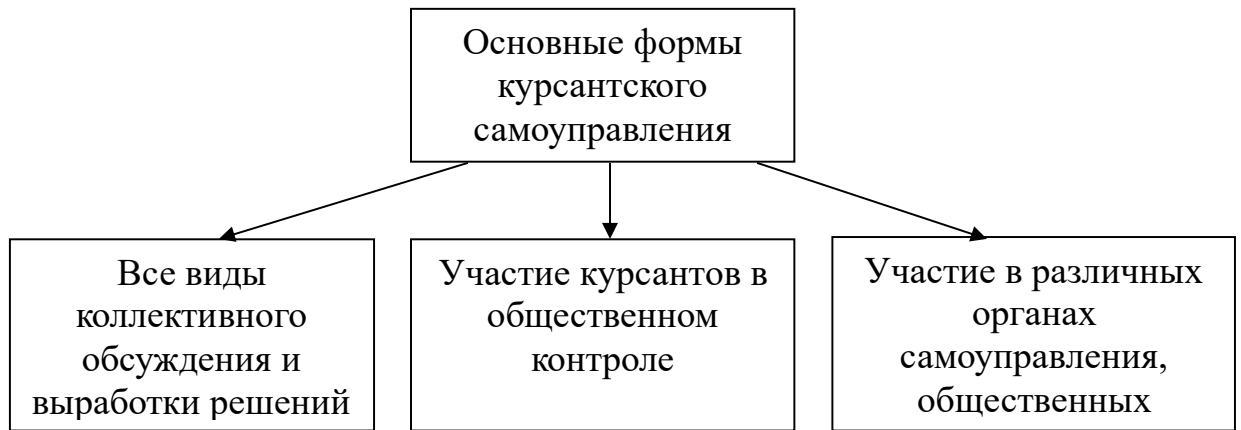 Основные формы
курсантского
самоуправления
Все виды
коллективного
обсуждения и
выработки решений
Участие курсантов в
общественном
контроле
Участие в различных
органах
самоуправления,
общественных